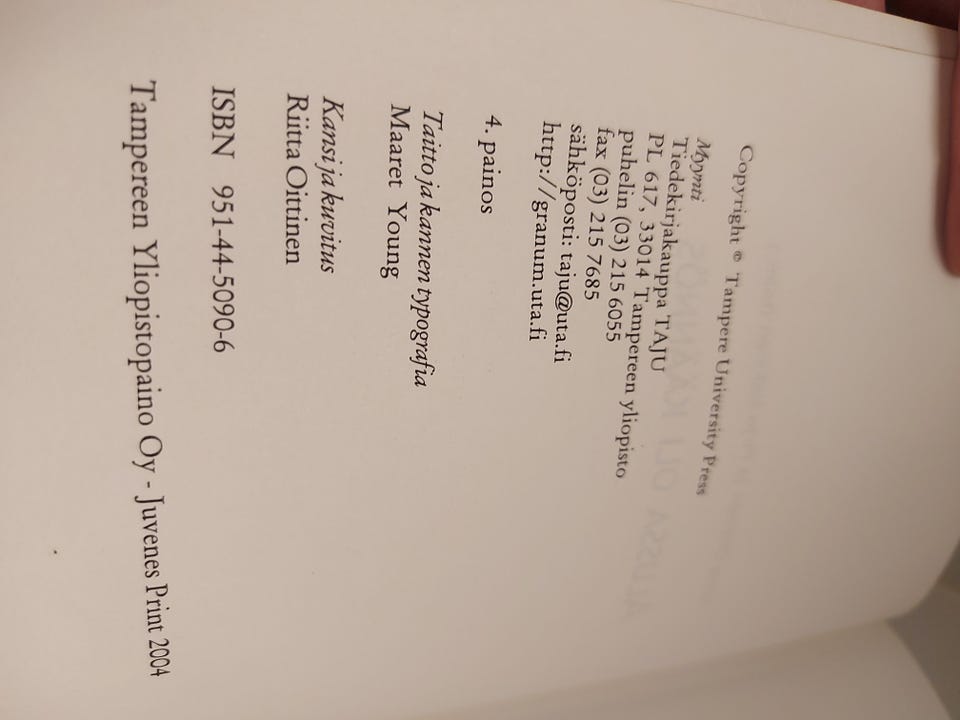 Copyright © Tampere University Press
Myynti
Tiedekirjakauppa TAJU
PL 617, 33014 Tampereen yliopisto
puhelin (03) 215 6055
fax (03) 215 7685
sähköposti: taju@uta.fi
http://granum.uta.fi
4. painos
Taitto ja kannen typografia
Maaret Young
Kansi ja kuvitus
Riitta Oittinen
ISBN 951-44-5090-6
Tampereen Yliopistopaino Oy - Juvenes Print 2004